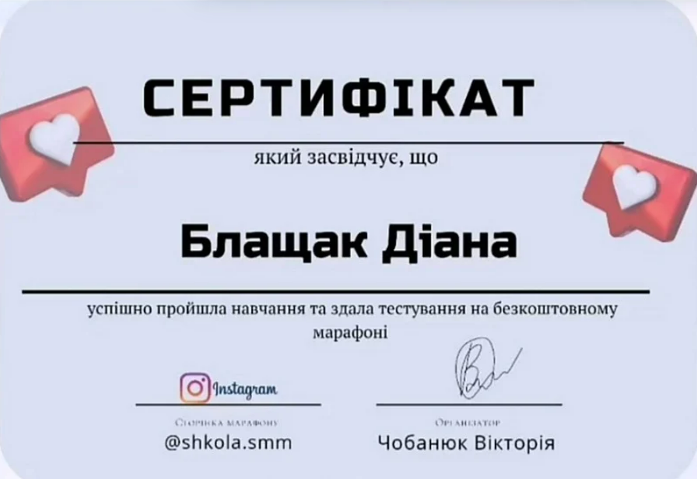 СЕРТИФІКАТ
який засвідчує, що
Блащак Діана
успішно пройшла навчання та здала тестування на безкоштовному
марафоні
Instagram
Сторінка марафону
Організатор
@shkola.smm
Чобанюк Вікторія